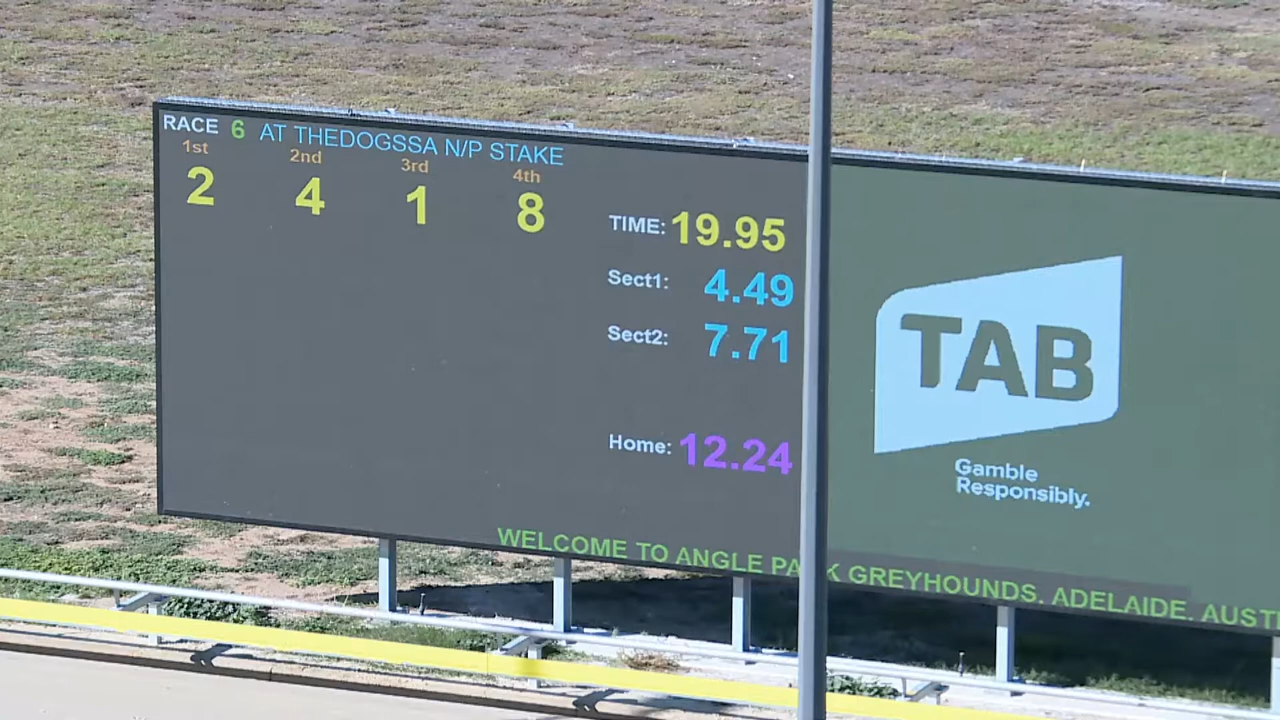 RACE 6 AT THEDOGSSA N/P STAKE
1st 2nd 3rd 4th
2 4 1 8
TIME: 19.95
Sect1: 4.49
Sect2: 7.71
Home: 12.24
TAB
Gamble
Responsibly.
WELCOME TO ANGLE PA K GREYHOUNDS. ADELAIDE. AUST